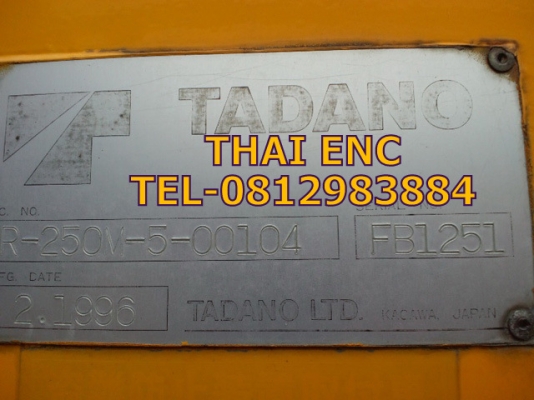 TADANO
THAI ENC
TEL-0812983884
C. NO.
R-250M-5-00104 FB1251
FG. DATE
2.1996 TADANO LTD. KAGAWA, JAPAN